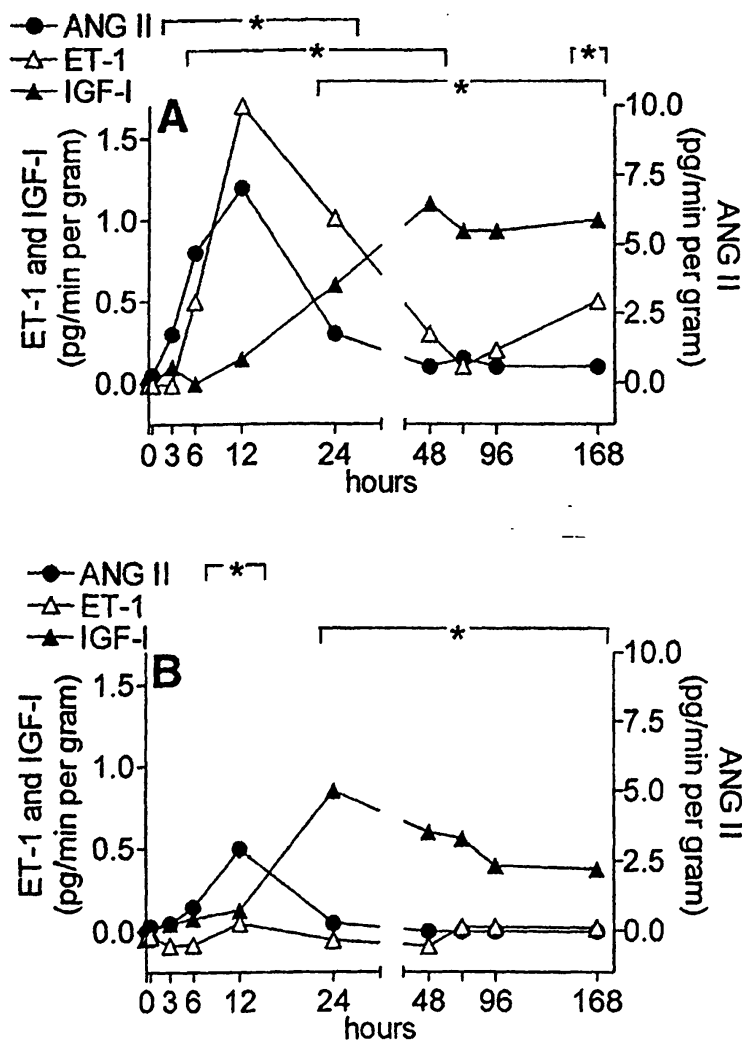 ANG II *
ET-1 * *
IGF-I *
A
ET-1 and IGF-I
(pg/min per gram)
1.5
1.0
0.5
0.0
10.0
7.5
5.0
2.5
0.0
ANG II
(pg/min per gram)
0 3 6 12 24 48 96 168
hours
ANG II *
ET-1
IGF-I *
B
ET-1 and IGF-I
(pg/min per gram)
1.5
1.0
0.5
0.0
10.0
7.5
5.0
2.5
0.0
ANG II
(pg/min per gram)
0 3 6 12 24 48 96 168
hours